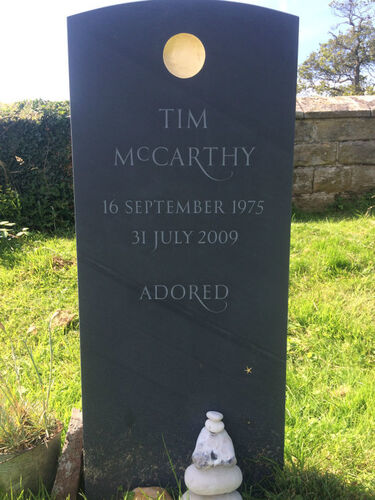 TIM
McCARTHY
16 SEPTEMBER 1975
31 JULY 2009
ADORED